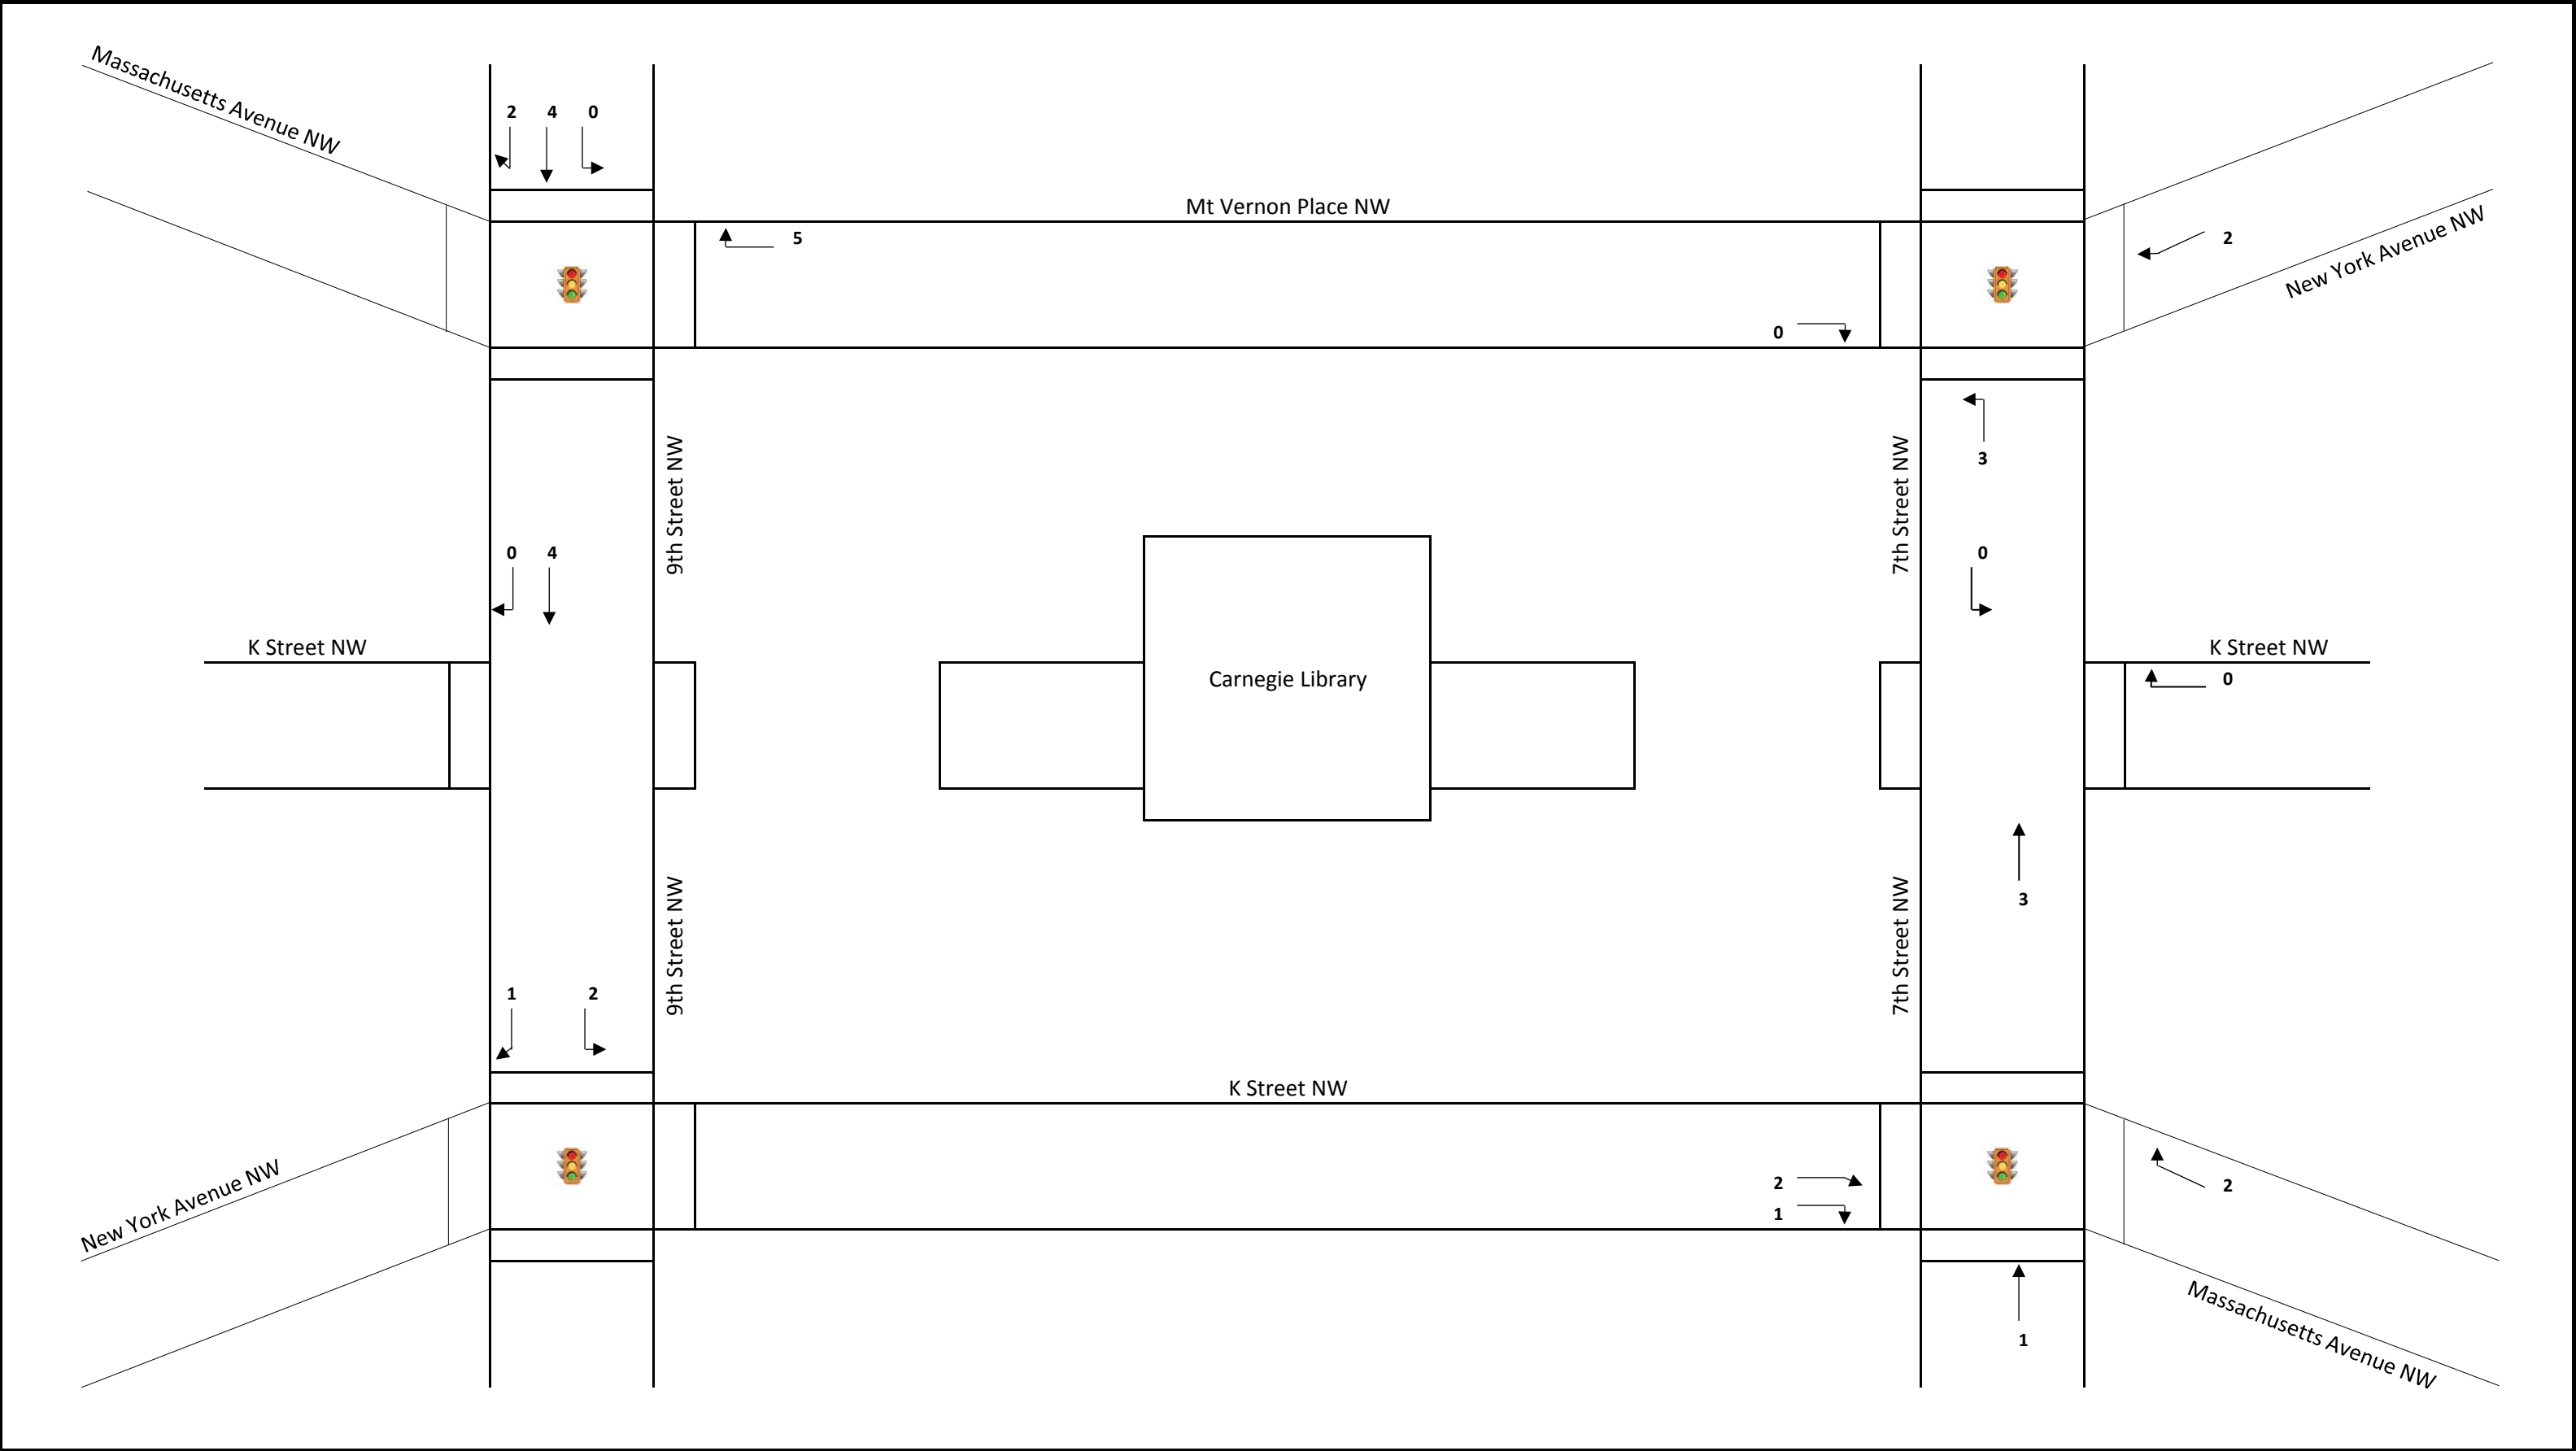 Massachusetts Avenue NW
2 4 0
Mt Vernon Place NW
5
2
New York Avenue NW
0
9th Street NW
7th Street NW
3
0 4
0
Carnegie Library
K Street NW
K Street NW
0
3
9th Street NW
7th Street NW
1 2
K Street NW
New York Avenue NW
2
1
2
Massachusetts Avenue NW
1